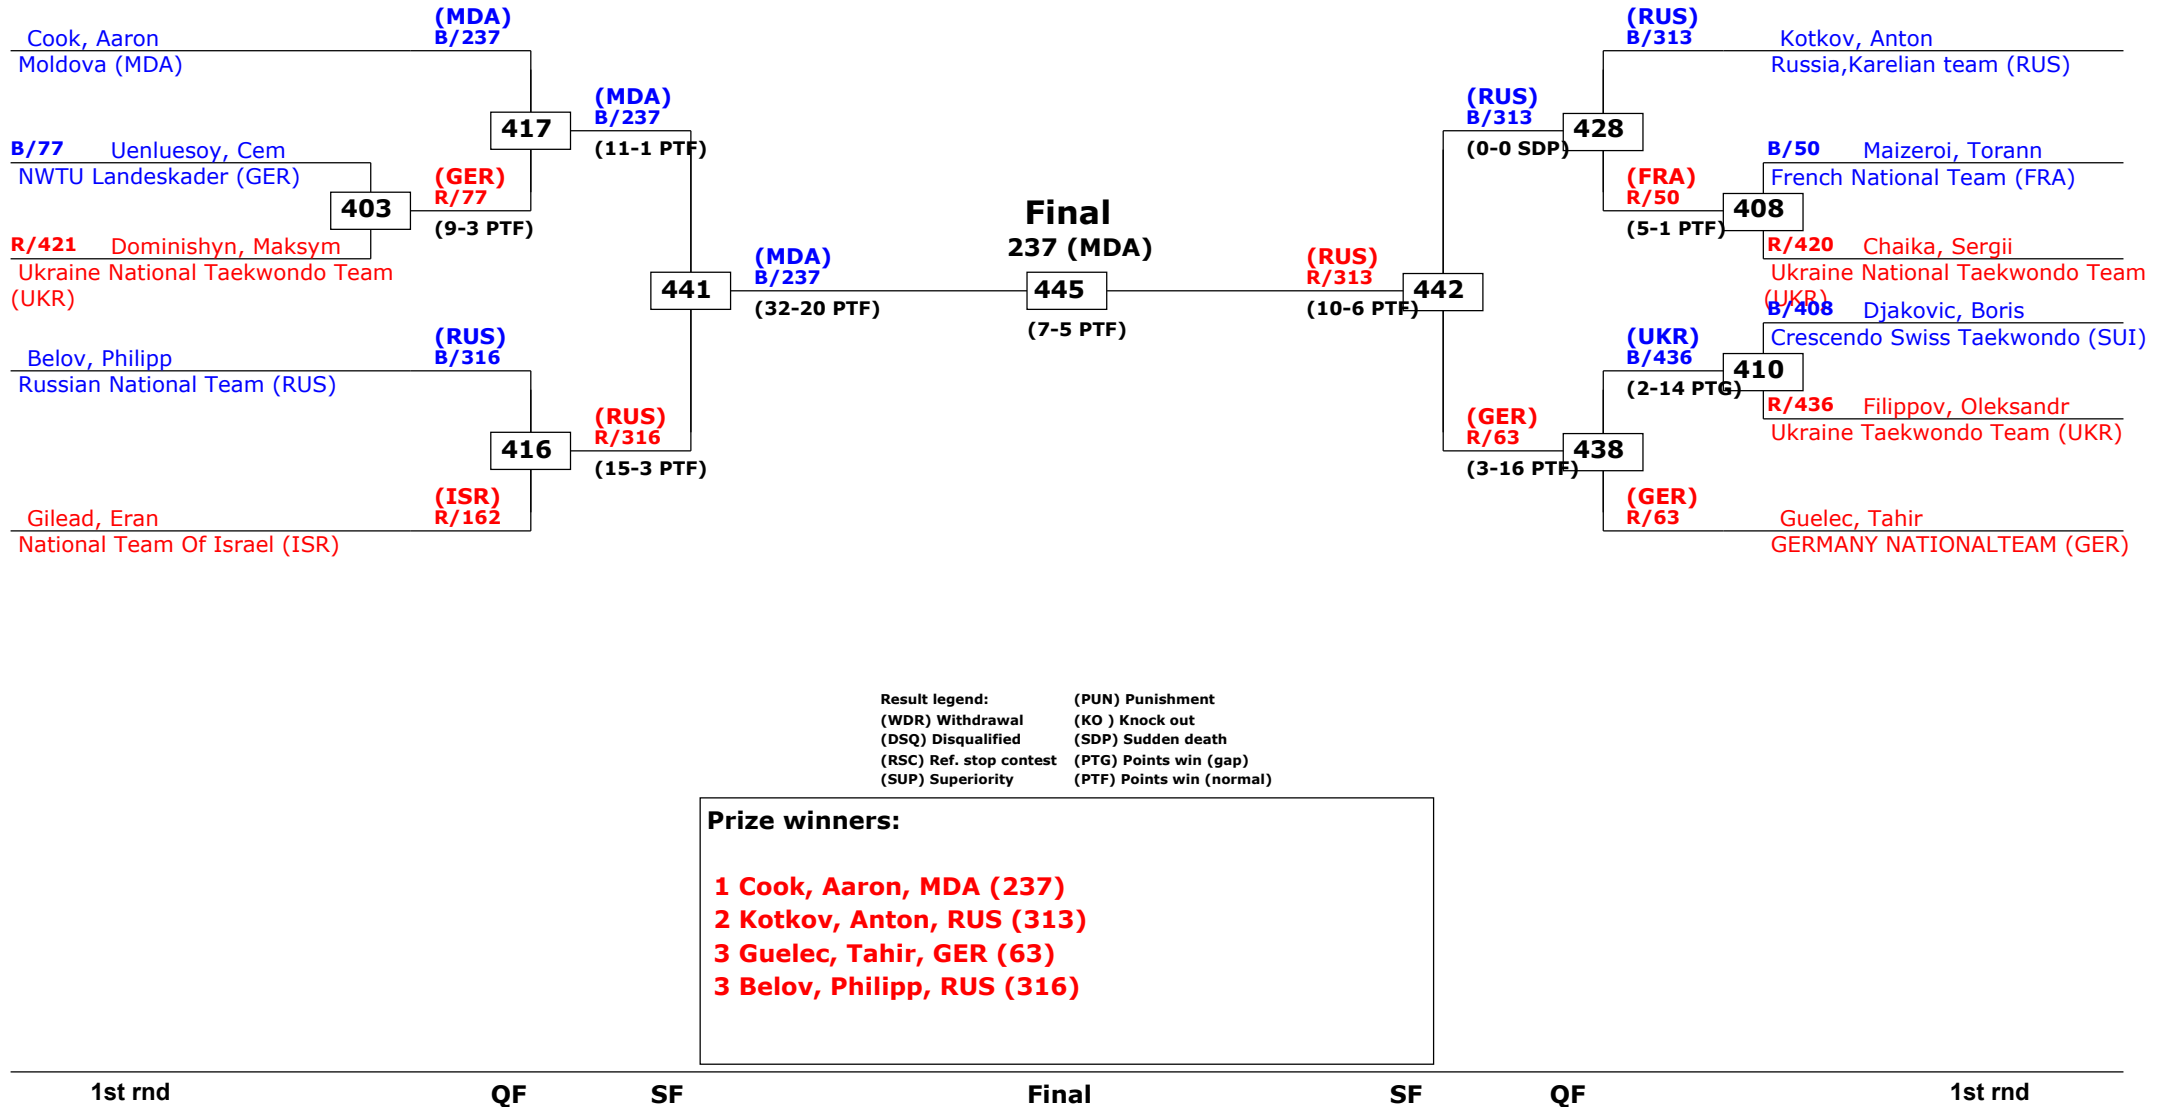 (MDA)
B/237
Cook, Aaron
Moldova (MDA)
417
(MDA)
B/237
(11-1 PTF)
B/77 Uenluesoy, Cem
NWTU Landeskader (GER)
403
(GER)
R/77
(9-3 PTF)
R/421 Dominishyn, Maksym
Ukraine National Taekwondo Team
(UKR)
441
(MDA)
B/237
(32-20 PTF)
(RUS)
B/316
Belov, Philipp
Russian National Team (RUS)
416
(RUS)
R/316
(15-3 PTF)
(ISR)
R/162
Gilead, Eran
National Team Of Israel (ISR)
Final
237 (MDA)
445
(7-5 PTF)
(RUS)
R/313
(10-6 PTF)
442
(RUS)
B/313
(0-0 SDP)
428
(RUS)
B/313
Kotkov, Anton
Russia,Karelian team (RUS)
(FRA)
R/50
(5-1 PTF)
408
B/50 Maizeroi, Torann
French National Team (FRA)
R/420 Chaika, Sergii
Ukraine National Taekwondo Team
(UKR)
B/408 Djakovic, Boris
Crescendo Swiss Taekwondo (SUI)
(UKR)
B/436
(2-14 PTG)
410
R/436 Filippov, Oleksandr
Ukraine Taekwondo Team (UKR)
(GER)
R/63
(3-16 PTF)
438
(GER)
R/63
Guelec, Tahir
GERMANY NATIONALTEAM (GER)
Result legend: (PUN) Punishment
(WDR) Withdrawal (KO ) Knock out
(DSQ) Disqualified (SDP) Sudden death
(RSC) Ref. stop contest (PTG) Points win (gap)
(SUP) Superiority (PTF) Points win (normal)
Prize winners:
1 Cook, Aaron, MDA (237)
2 Kotkov, Anton, RUS (313)
3 Guelec, Tahir, GER (63)
3 Belov, Philipp, RUS (316)
1st rnd QF SF Final SF QF 1st rnd